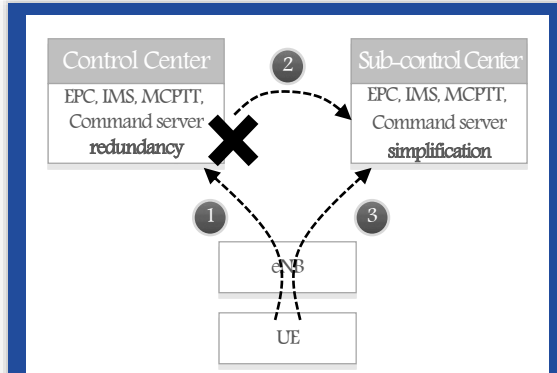 Control Center
EPC, IMS, MCPTT,
Command server
redundancy
2
Sub-control Center
EPC, IMS, MCPTT,
Command server
simplification
1
3
eNB
UE